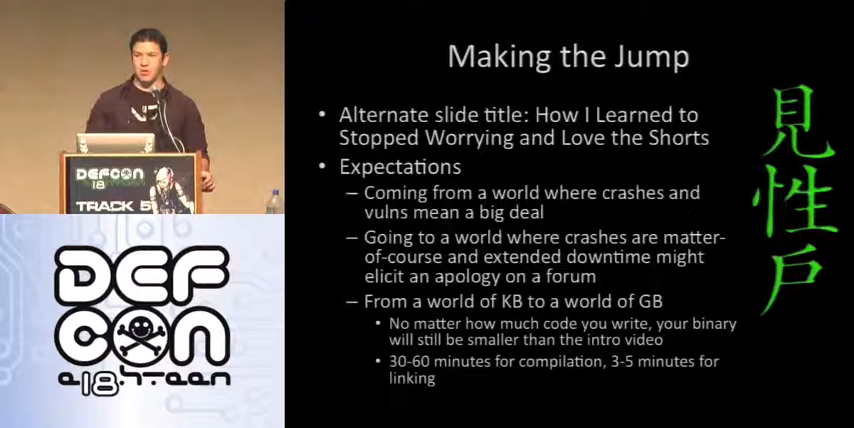 Making the Jump
• Alternate slide title: How I Learned to
Stopped Worrying and Love the Shorts
• Expectations
– Coming from a world where crashes and
vulns mean a big deal
– Going to a world where crashes are matter-
of-course and extended downtime might
elicit an apology on a forum
– From a world of KB to a world of GB
• No matter how much code you write, your binary
will still be smaller than the intro video
• 30-60 minutes for compilation, 3-5 minutes for
linking
見性戶
DEFCON
18
TRACK 5
DEF
CON
e18hteen